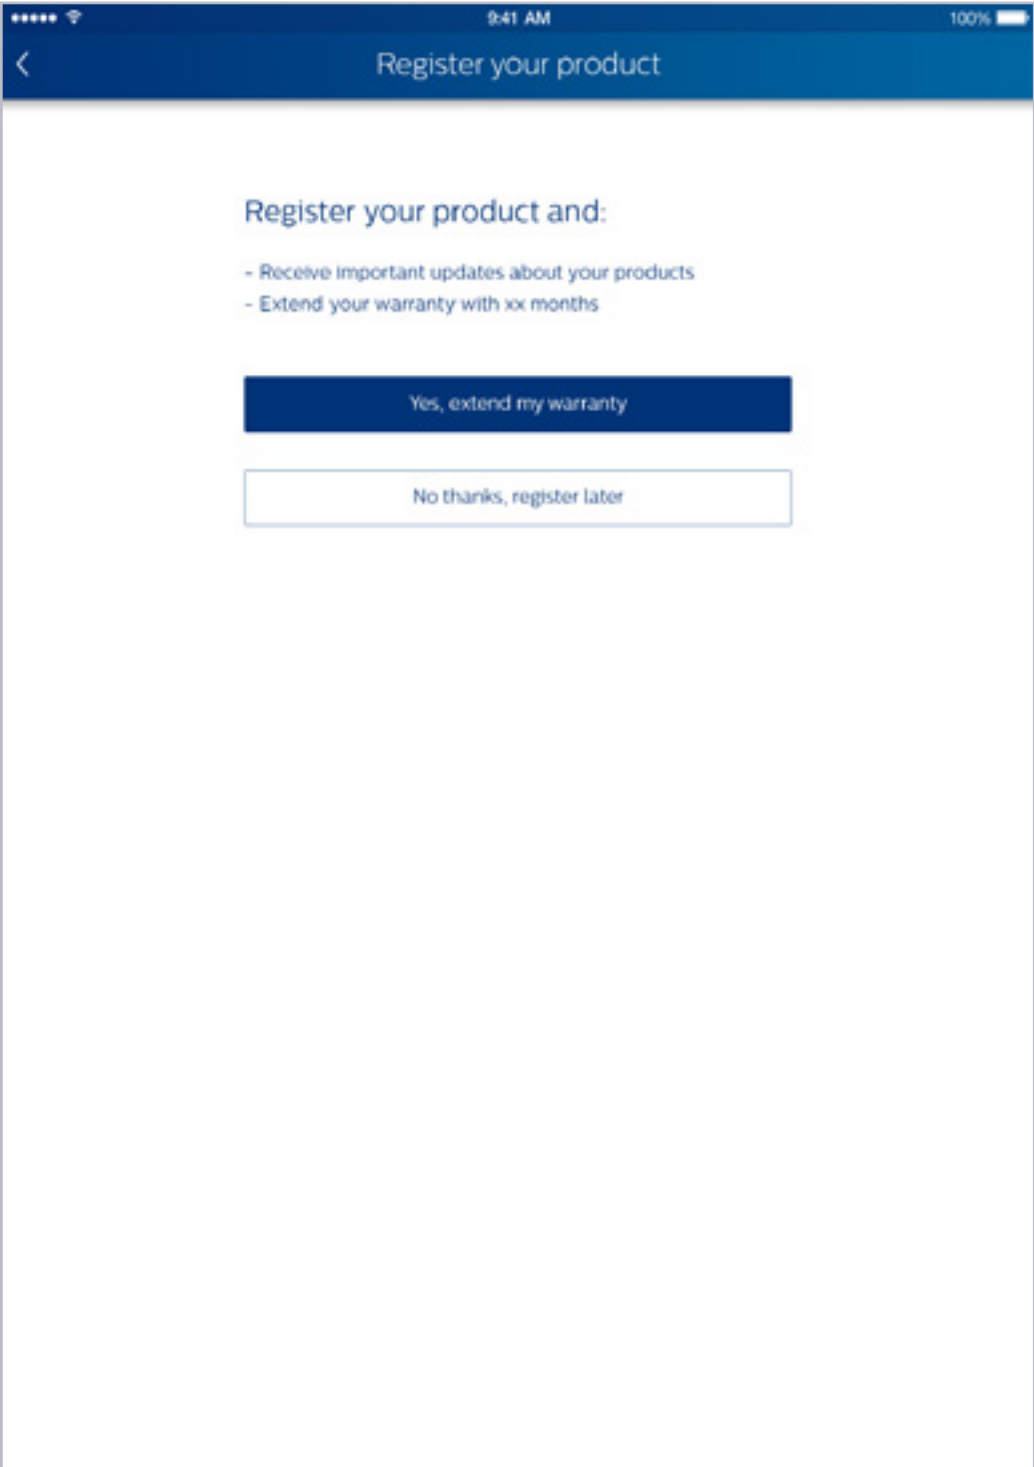 9:41 AM
100%
Register your product
Register your product and:
- Receive important updates about your products
- Extend your warranty with xx months
Yes, extend my warranty
No thanks, register later